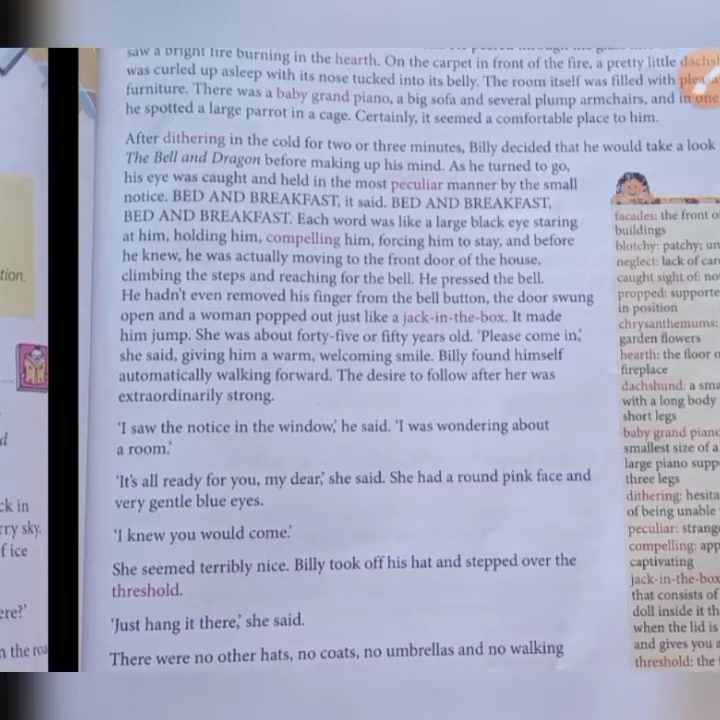 saw a bright fire burning in the hearth. On the carpet in front of the fire, a pretty little dachsh
was curled up asleep with its nose tucked into its belly. The room itself was filled with
furniture. There was a baby grand piano, a big sofa and several plump armchairs, and in one
he spotted a large parrot in a cage. Certainly, it seemed a comfortable place to him.
After dithering in the cold for two or three minutes, Billy decided that he would take a look
The Bell and Dragon before making up his mind. As he turned to go,
his eye was caught and held in the most peculiar manner by the small
notice. BED AND BREAKFAST, it said. BED AND BREAKFAST,
BED AND BREAKFAST. Each word was like a large black eye staring
at him, holding him, compelling him, forcing him to stay, and before
he knew, he was actually moving to the front door of the house,
climbing the steps and reaching for the bell. He pressed the bell.
He hadn't even removed his finger from the bell button, the door swung
open and a woman popped out just like a jack-in-the-box. It made
him jump. She was about forty-five or fifty years old. 'Please come in,'
she said, giving him a warm, welcoming smile. Billy found himself
automatically walking forward. The desire to follow after her was
extraordinarily strong.
'I saw the notice in the window,' he said. 'I was wondering about
a room.'
'It's all ready for you, my dear,' she said. She had a round pink face and
very gentle blue eyes.
'I knew you would come.'
She seemed terribly nice. Billy took off his hat and stepped over the
threshold.
'Just hang it there,' she said.
There were no other hats, no coats, no umbrellas and no walking
facades: the front o
buildings
blotchy: patchy; un
neglect: lack of car
caught sight of: no
propped: supporte
in position
chrysanthemums:
garden flowers
hearth: the floor o
fireplace
dachshund: a sma
with a long body
short legs
baby grand piano
smallest size of a
large piano supp
three legs
dithering: hesita
of being unable
peculiar: strang
compelling: app
captivating
jack-in-the-box
that consists of
doll inside it th
when the lid is
and gives you a
threshold: the
tion.
d
ck in
rry sky.
f ice
ere?'
n the roa